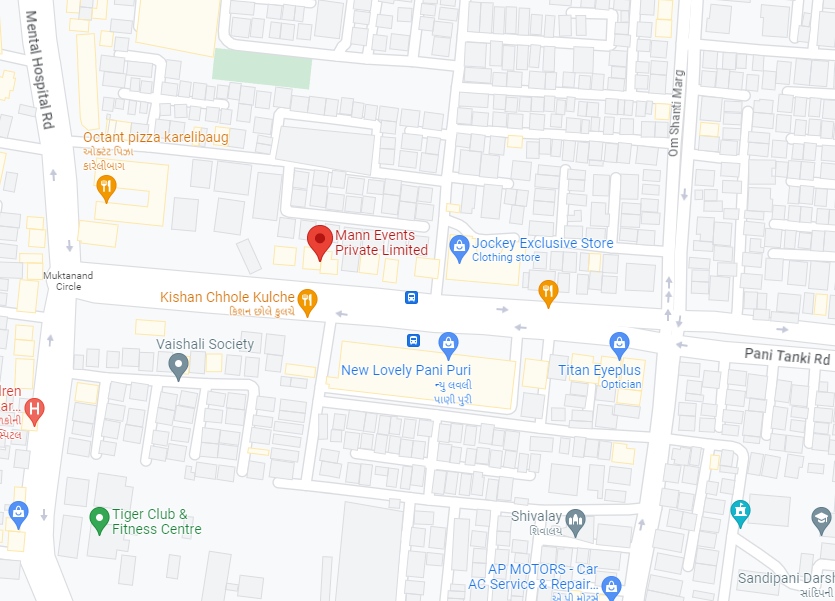 Mental Hospital Rd
Om Shanti Marg
Octant pizza karelibaug
ઓક્ટંટ પિઝા
કારેલીબાગ
Mann Events
Private Limited
Jockey Exclusive Store
Clothing store
Muktanand
Circle
Kishan Chhole Kulche
કિશન છોલે કુલચે
Vaishali Society
New Lovely Pani Puri
ન્યુ લવલી
પાણી પુરી
Titan Eyeplus
Optician
Pani Tanki Rd
dren
ar...
H
Tiger Club &
Fitness Centre
Shivalay
શિવાલય
AP MOTORS - Car
AC Service & Repair...
એ પી મોટર્સ
Sandipani Darsh
સાંદિપની